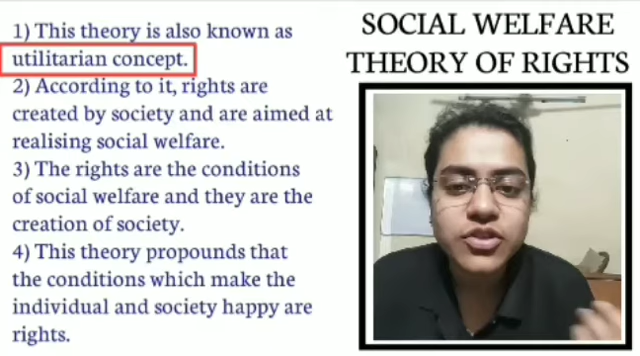 SOCIAL WELFARE
THEORY OF RIGHTS
1) This theory is also known as
utilitarian concept.
2) According to it, rights are
created by society and are aimed at
realising social welfare.
3) The rights are the conditions
of social welfare and they are the
creation of society.
4) This theory propounds that
the conditions which make the
individual and society happy are
rights.